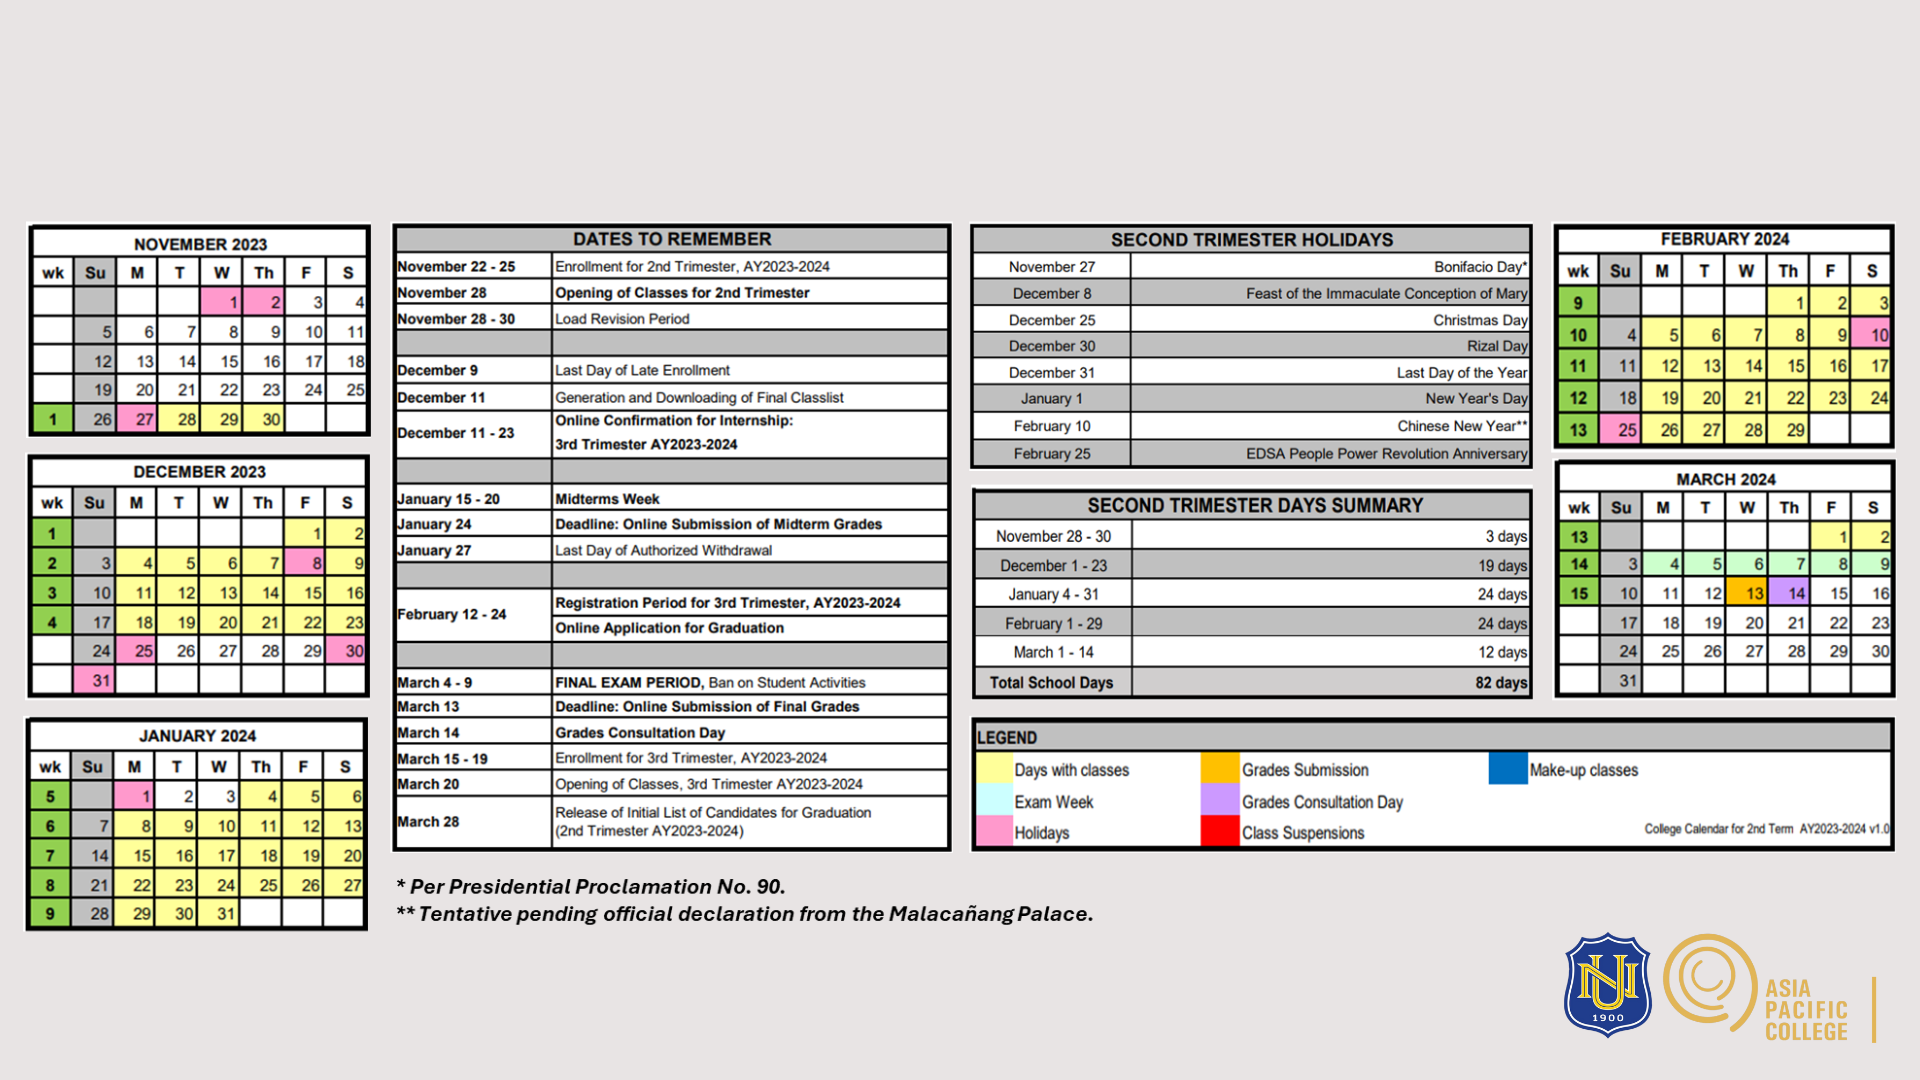 NOVEMBER 2023
wk Su M T W Th F S
1 2 3 4
5 6 7 8 9 10 11
12 13 14 15 16 17 18
19 20 21 22 23 24 25
1 26 27 28 29 30
DECEMBER 2023
wk Su M T W Th F S
1 1 2
2 3 4 5 6 7 8 9
3 10 11 12 13 14 15 16
4 17 18 19 20 21 22 23
24 25 26 27 28 29 30
31
JANUARY 2024
wk Su M T W Th F S
5 1 2 3 4 5 6
6 7 8 9 10 11 12 13
7 14 15 16 17 18 19 20
8 21 22 23 24 25 26 27
9 28 29 30 31
DATES TO REMEMBER
November 22 - 25 Enrollment for 2nd Trimester, AY2023-2024
November 28 Opening of Classes for 2nd Trimester
November 28 - 30 Load Revision Period
December 9 Last Day of Late Enrollment
December 11 Generation and Downloading of Final Classlist
December 11 - 23 Online Confirmation for Internship:
3rd Trimester AY2023-2024
January 15 - 20 Midterms Week
January 24 Deadline: Online Submission of Midterm Grades
January 27 Last Day of Authorized Withdrawal
February 12 - 24 Registration Period for 3rd Trimester, AY2023-2024
Online Application for Graduation
March 4 - 9 FINAL EXAM PERIOD, Ban on Student Activities
March 13 Deadline: Online Submission of Final Grades
March 14 Grades Consultation Day
March 15 - 19 Enrollment for 3rd Trimester, AY2023-2024
March 20 Opening of Classes, 3rd Trimester AY2023-2024
March 28 Release of Initial List of Candidates for Graduation
(2nd Trimester AY2023-2024)
* Per Presidential Proclamation No. 90.
** Tentative pending official declaration from the Malacañang Palace.
SECOND TRIMESTER HOLIDAYS
November 27 Bonifacio Day*
December 8 Feast of the Immaculate Conception of Mary
December 25 Christmas Day
December 30 Rizal Day
December 31 Last Day of the Year
January 1 New Year's Day
February 10 Chinese New Year**
February 25 EDSA People Power Revolution Anniversary
SECOND TRIMESTER DAYS SUMMARY
November 28 - 30 3 days
December 1 - 23 19 days
January 4 - 31 24 days
February 1 - 29 24 days
March 1 - 14 12 days
Total School Days 82 days
FEBRUARY 2024
wk Su M T W Th F S
9 1 2 3
10 4 5 6 7 8 9 10
11 11 12 13 14 15 16 17
12 18 19 20 21 22 23 24
13 25 26 27 28 29
MARCH 2024
wk Su M T W Th F S
13 1 2
14 3 4 5 6 7 8 9
15 10 11 12 13 14 15 16
17 18 19 20 21 22 23
24 25 26 27 28 29 30
31
LEGEND
Days with classes Grades Submission Make-up classes
Exam Week Grades Consultation Day
Holidays Class Suspensions
College Calendar for 2nd Term AY2023-2024 v1.0
NU
1900
ASIA
PACIFIC
COLLEGE